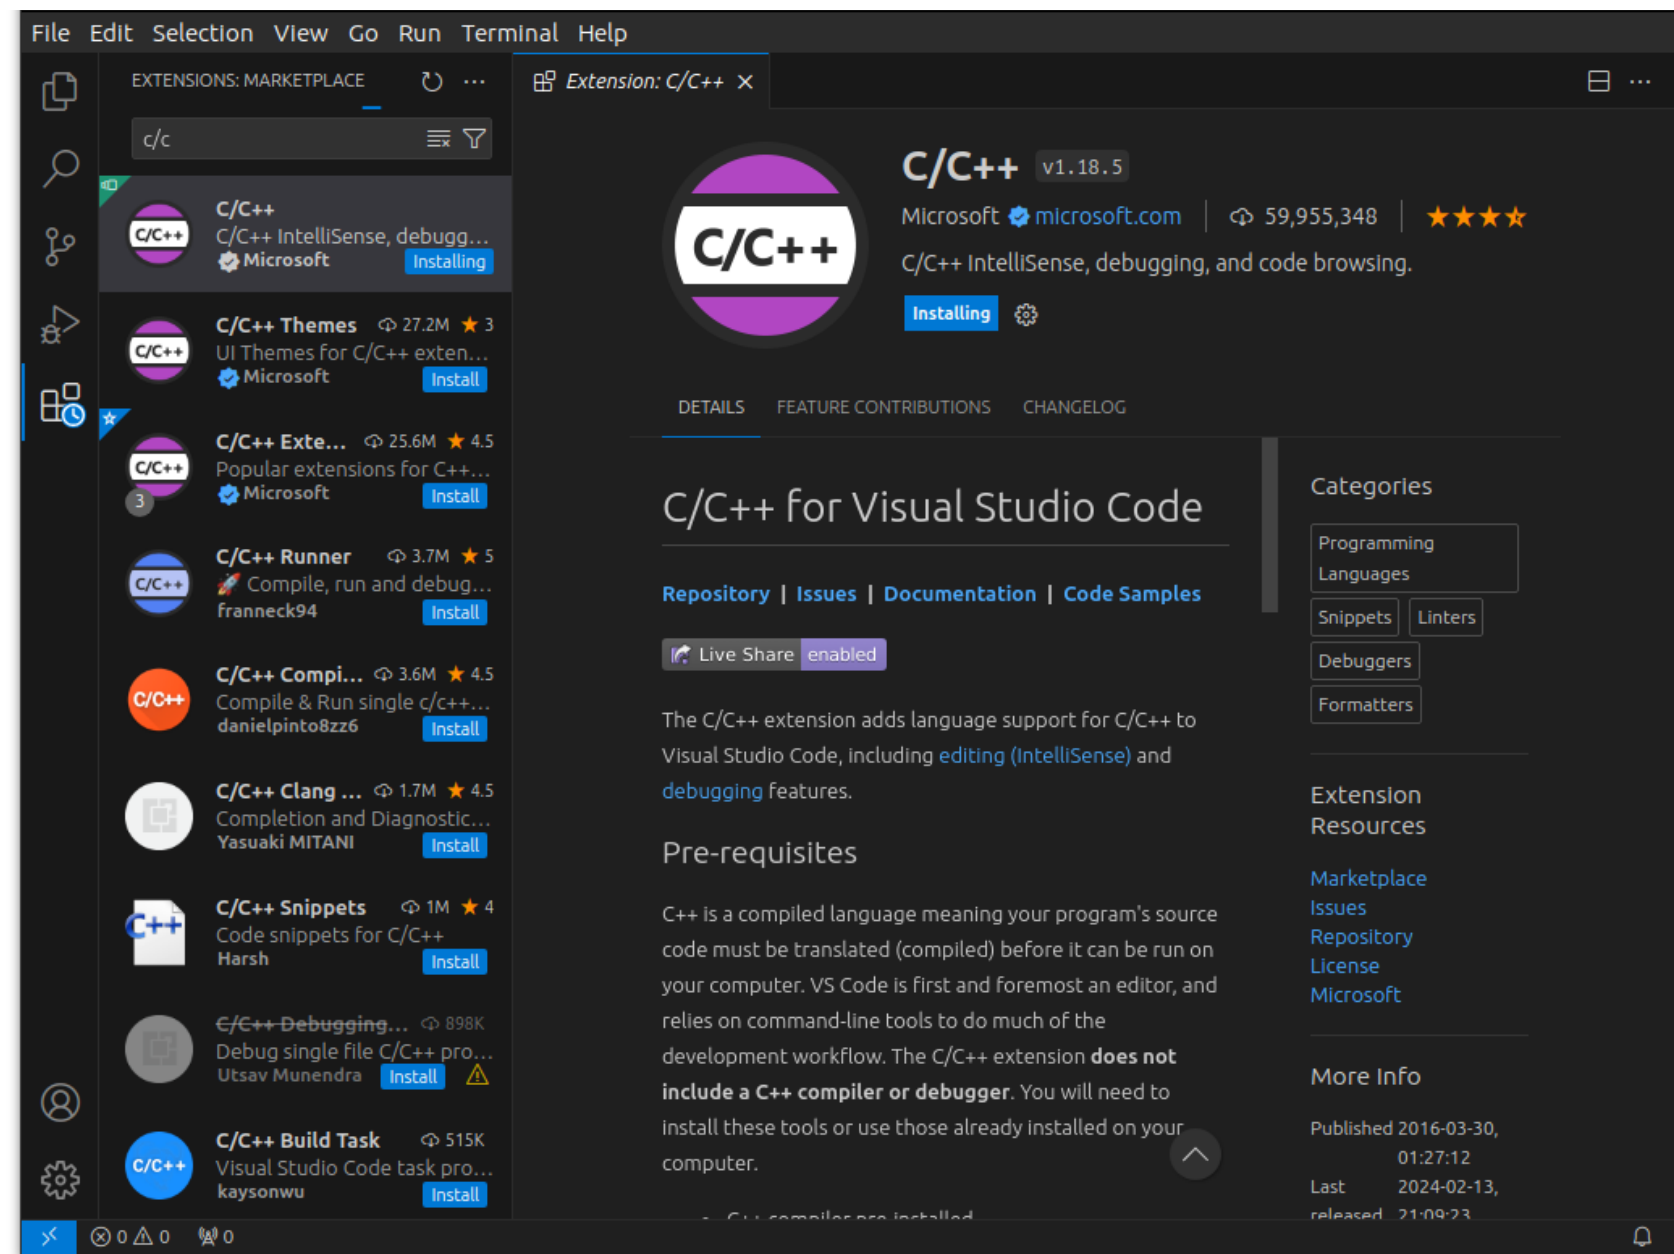 File Edit Selection View Go Run Terminal Help
EXTENSIONS: MARKETPLACE
c/c
C/C++
C/C++ IntelliSense, debugg...
Microsoft Installing
C/C++ Themes 27.2M ★ 3
UI Themes for C/C++ exten...
Microsoft Install
C/C++ Exte... 25.6M ★ 4.5
Popular extensions for C++...
3 Microsoft Install
C/C++ Runner 3.7M ★ 5
🚀 Compile, run and debug...
franneck94 Install
C/C++ Compi... 3.6M ★ 4.5
Compile & Run single c/c++...
danielpinto8zz6 Install
C/C++ Clang ... 1.7M ★ 4.5
Completion and Diagnostic...
Yasuaki MITANI Install
C/C++ Snippets 1M ★ 4
Code snippets for C/C++
Harsh Install
C/C++ Debugging... 898K
Debug single file C/C++ pro...
Utsav Munendra Install
C/C++ Build Task 515K
Visual Studio Code task pro...
kaysonwu Install
C/C++
C/C++
C/C++
C/C++
C/C++
C++
C/C++
Extension: C/C++
C/C++
C/C++ v1.18.5
Microsoft microsoft.com | 59,955,348 |
C/C++ IntelliSense, debugging, and code browsing.
Installing
DETAILS FEATURE CONTRIBUTIONS CHANGELOG
C/C++ for Visual Studio Code
Repository | Issues | Documentation | Code Samples
Live Share enabled
The C/C++ extension adds language support for C/C++ to
Visual Studio Code, including editing (IntelliSense) and
debugging features.
Pre-requisites
C++ is a compiled language meaning your program's source
code must be translated (compiled) before it can be run on
your computer. VS Code is first and foremost an editor, and
relies on command-line tools to do much of the
development workflow. The C/C++ extension does not
include a C++ compiler or debugger. You will need to
install these tools or use those already installed on your
computer.
• C++ compiler pre-installed
Categories
Programming
Languages
Snippets Linters
Debuggers
Formatters
Extension
Resources
Marketplace
Issues
Repository
License
Microsoft
More Info
Published 2016-03-30,
01:27:12
Last 2024-02-13,
released 21:09:23
0 0 0